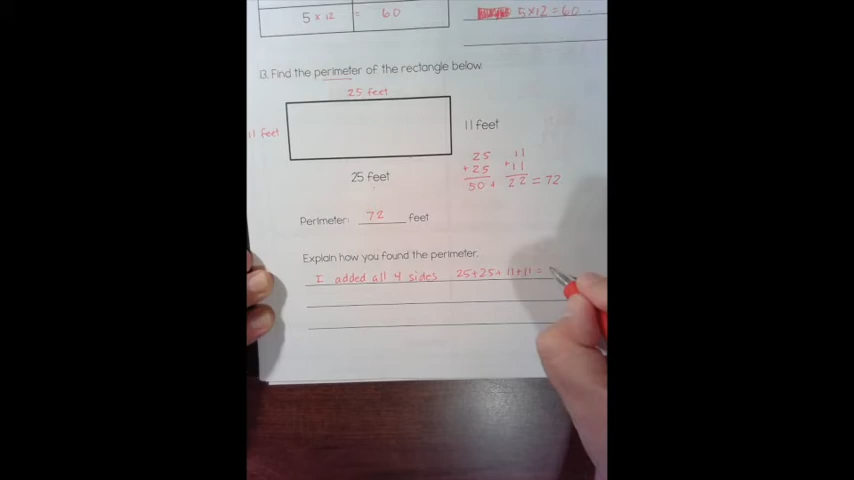 5 x 12 = 60
5x12 = 60.
13. Find the perimeter of the rectangle below.
25 feet
11 feet
11 feet
25 feet
25 11
+25 +11
50 + 22 = 72
Perimeter: 72 feet
Explain how you found the perimeter.
I added all 4 sides 25+25+11+11=